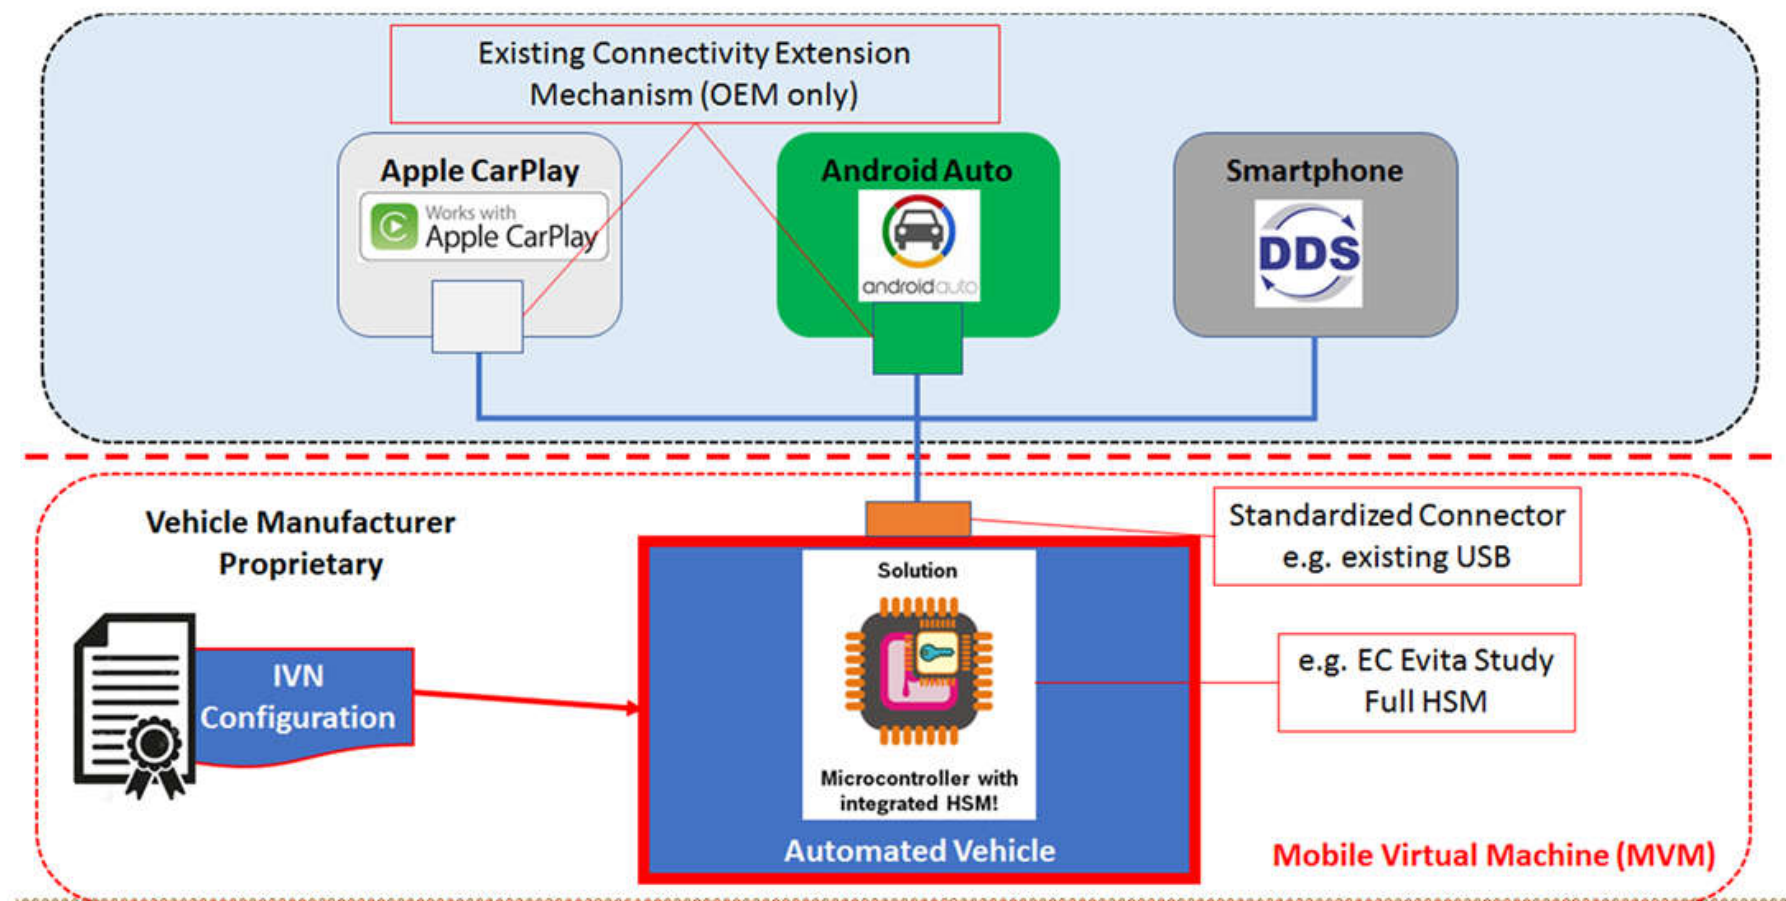 Existing Connectivity Extension
Mechanism (OEM only)
Apple CarPlay
Works with
Apple CarPlay
Android Auto
androidauto
Smartphone
DDS
Vehicle Manufacturer
Proprietary
IVN
Configuration
Standardized Connector
e.g. existing USB
Solution
Microcontroller with
integrated HSM!
e.g. EC Evita Study
Full HSM
Automated Vehicle
Mobile Virtual Machine (MVM)